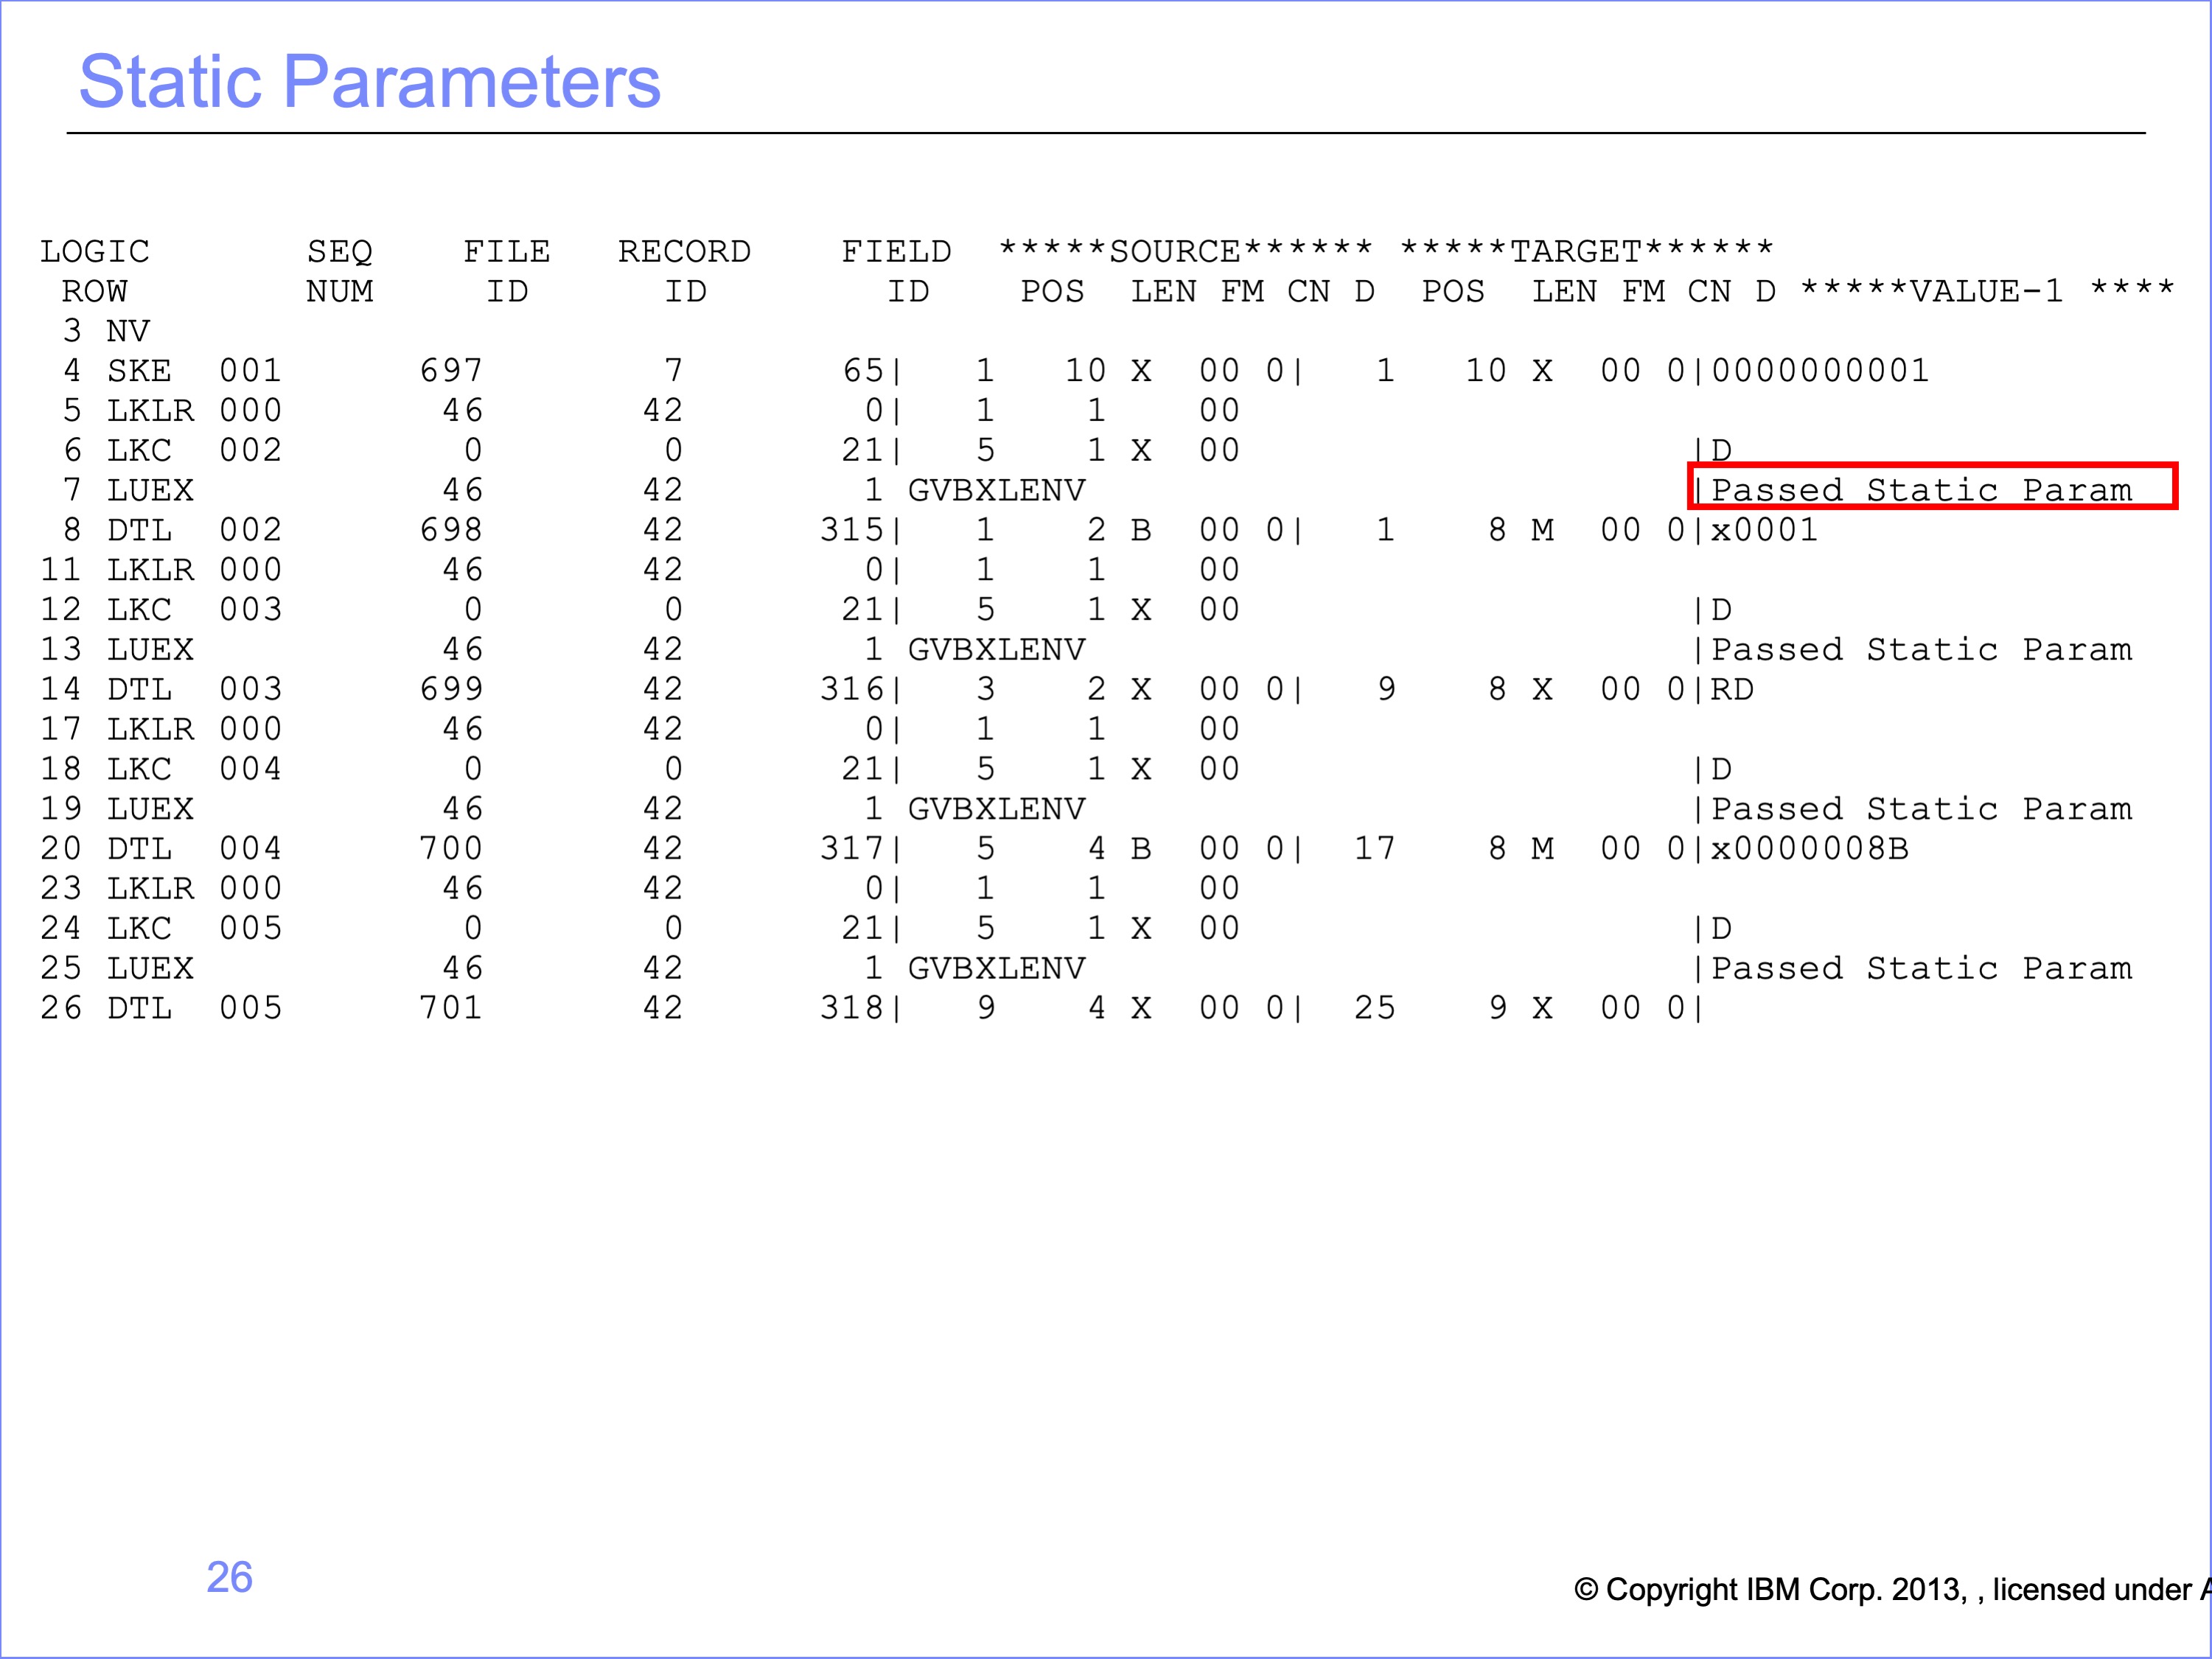 Static Parameters
LOGIC SEQ FILE RECORD FIELD *****SOURCE****** *****TARGET******
ROW NUM ID ID ID POS LEN FM CN D POS LEN FM CN D *****VALUE-1 ****
3 NV
4 SKE 001 697 7 65| 1 10 X 00 0| 1 10 X 00 0|0000000001
5 LKLR 000 46 42 0| 1 1 00
6 LKC 002 0 0 21| 5 1 X 00 |D
7 LUEX 46 42 1 GVBXLENV |Passed Static Param
8 DTL 002 698 42 315| 1 2 B 00 0| 1 8 M 00 0|x0001
11 LKLR 000 46 42 0| 1 1 00
12 LKC 003 0 0 21| 5 1 X 00 |D
13 LUEX 46 42 1 GVBXLENV |Passed Static Param
14 DTL 003 699 42 316| 3 2 X 00 0| 9 8 X 00 0|RD
17 LKLR 000 46 42 0| 1 1 00
18 LKC 004 0 0 21| 5 1 X 00 |D
19 LUEX 46 42 1 GVBXLENV |Passed Static Param
20 DTL 004 700 42 317| 5 4 B 00 0| 17 8 M 00 0|x0000008B
23 LKLR 000 46 42 0| 1 1 00
24 LKC 005 0 0 21| 5 1 X 00 |D
25 LUEX 46 42 1 GVBXLENV |Passed Static Param
26 DTL 005 701 42 318| 9 4 X 00 0| 25 9 X 00 0|
26
© Copyright IBM Corp. 2013, , licensed under